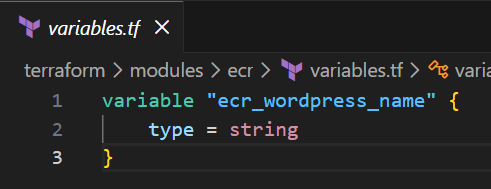 variables.tf ×
terraform > modules > ecr > variables.tf > varia
1 variable "ecr_wordpress_name" {
2     type = string
3 }